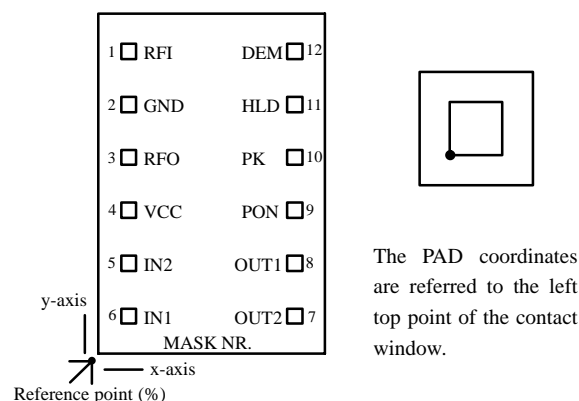 1 RFI DEM 12
2 GND HLD 11
3 RFO PK 10
4 VCC PON 9
5 IN2 OUT1 8
6 IN1 OUT2 7
MASK NR.
y-axis
x-axis
Reference point (%)
The PAD coordinates
are referred to the left
top point of the contact
window.